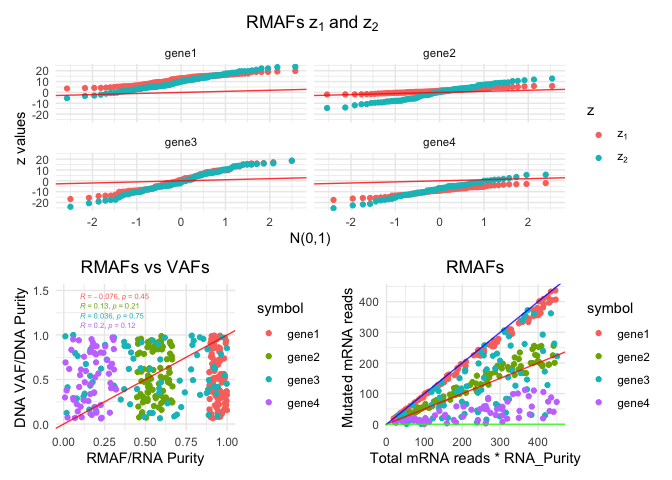 RMAFs z₁ and z₂
gene1 gene2
20
10
0
-10
-20
gene3 gene4
20
10
0
-10
-20
z values
-2 -1 0 1 2 -2 -1 0 1 2
N(0,1)
z
z₁
z₂
RMAFs vs VAFs
R = −0.076, p = 0.45
R = 0.13, p = 0.21
R = 0.036, p = 0.75
R = 0.2, p = 0.12
1.5
1.0
0.5
0.0
DNA VAF/DNA Purity
0.00 0.25 0.50 0.75 1.00
RMAF/RNA Purity
symbol
gene1
gene2
gene3
gene4
RMAFs
400
300
200
100
0
Mutated mRNA reads
0 100 200 300 400
Total mRNA reads * RNA_Purity
symbol
gene1
gene2
gene3
gene4